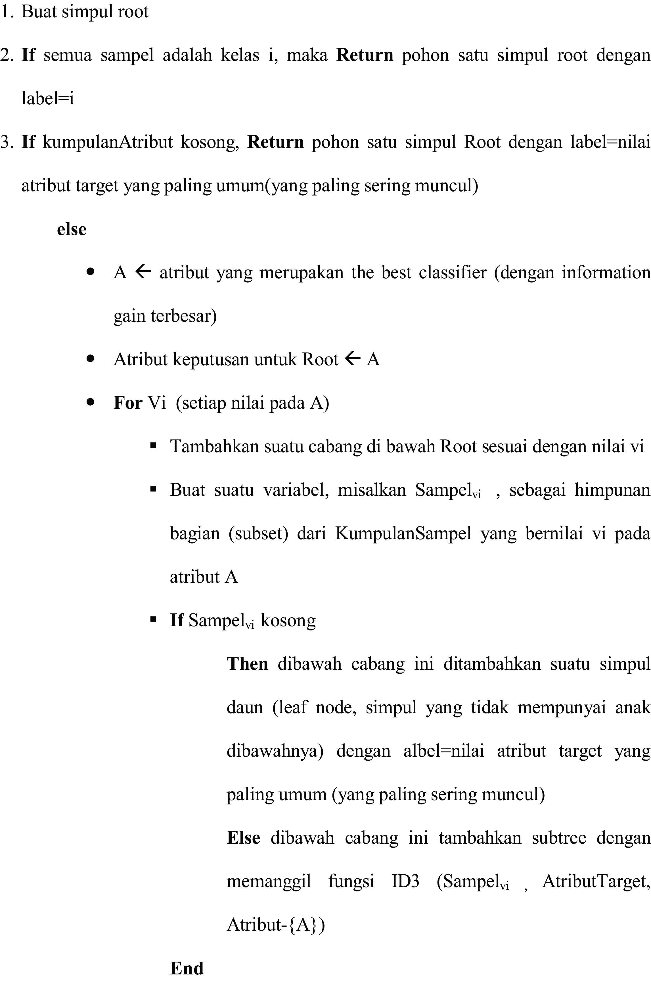 1. Buat simpul root
2. If semua sampel adalah kelas i, maka Return pohon satu simpul root dengan
label=i
3. If kumpulanAtribut kosong, Return pohon satu simpul Root dengan label=nilai
atribut target yang paling umum(yang paling sering muncul)
else
• A ← atribut yang merupakan the best classifier (dengan information
gain terbesar)
• Atribut keputusan untuk Root ← A
• For Vi (setiap nilai pada A)
▪ Tambahkan suatu cabang di bawah Root sesuai dengan nilai vi
▪ Buat suatu variabel, misalkan Sampelvi , sebagai himpunan
bagian (subset) dari KumpulanSampel yang bernilai vi pada
atribut A
▪ If Sampelvi kosong
Then dibawah cabang ini ditambahkan suatu simpul
daun (leaf node, simpul yang tidak mempunyai anak
dibawahnya) dengan albel=nilai atribut target yang
paling umum (yang paling sering muncul)
Else dibawah cabang ini tambahkan subtree dengan
memanggil fungsi ID3 (Sampelvi , AtributTarget,
Atribut-{A})
End